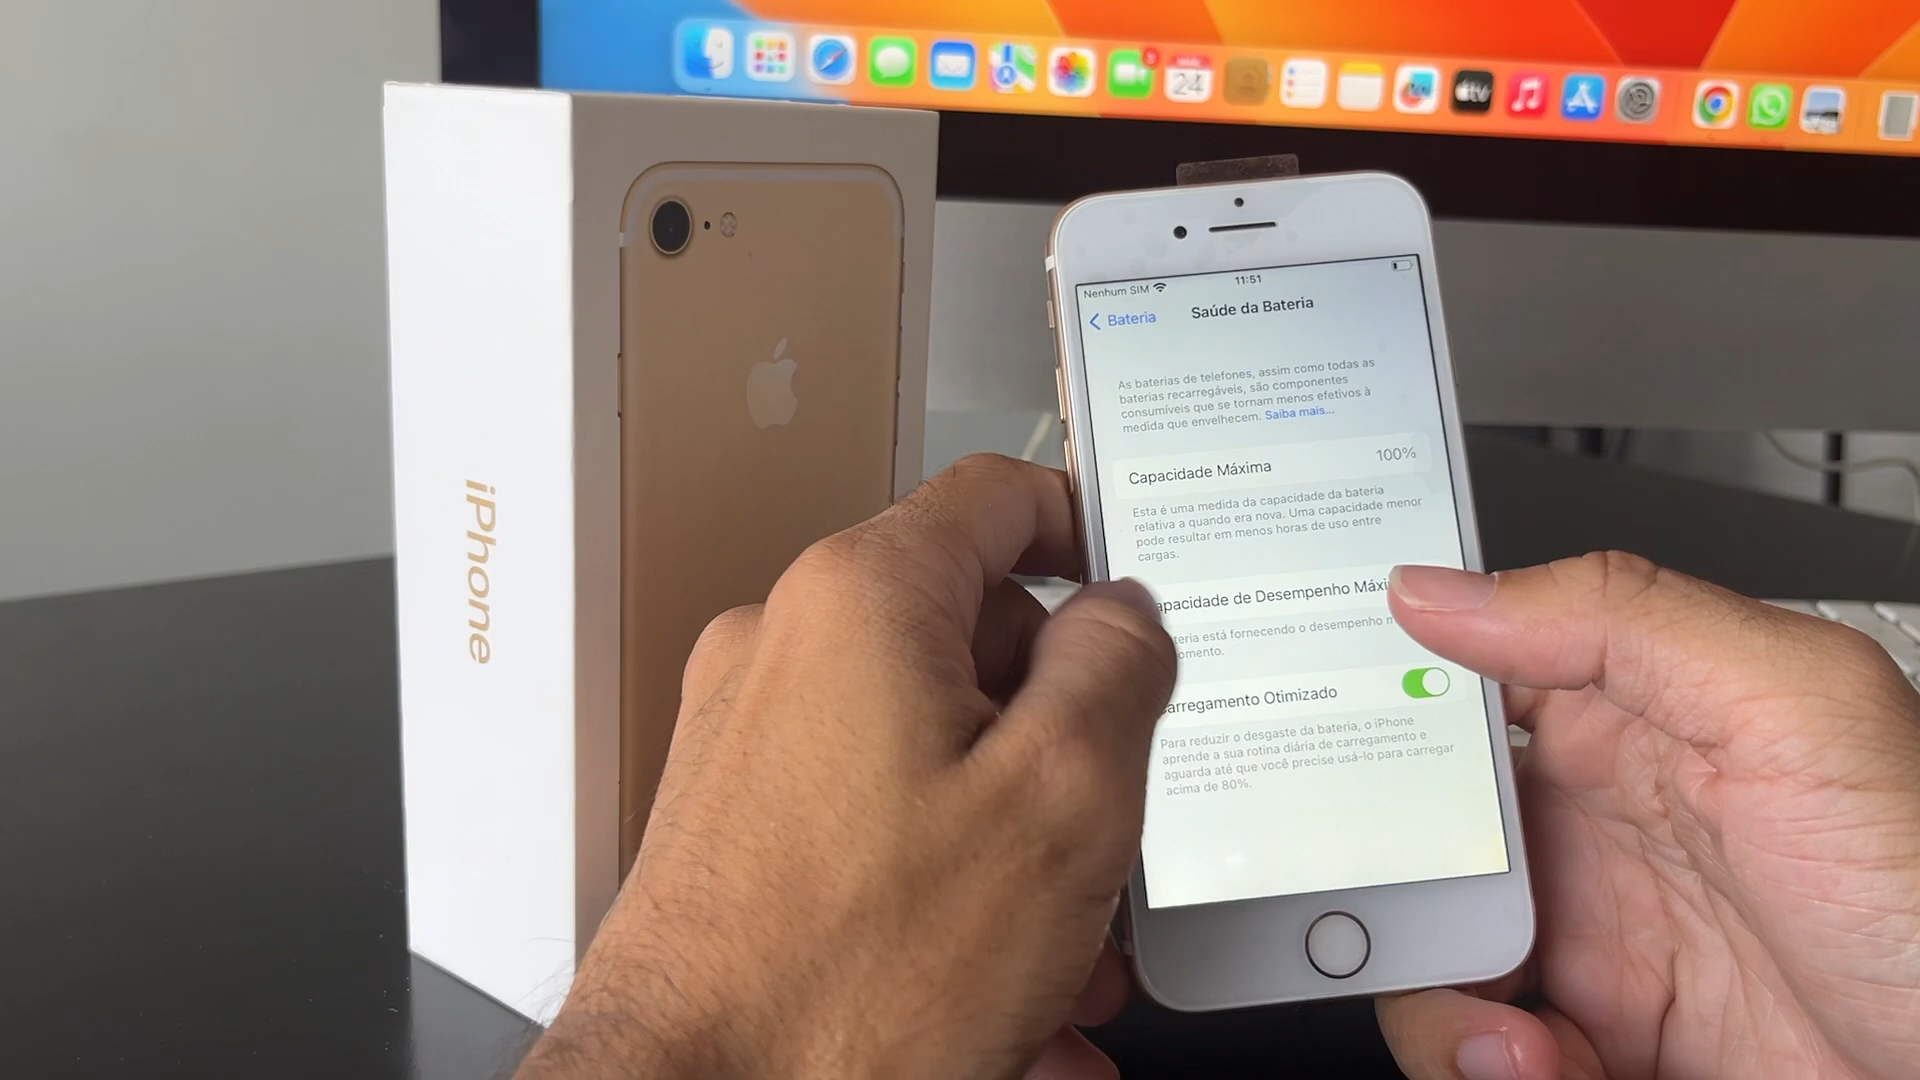 24
tv
iPhone
Nenhum SIM
11:51
Bateria
Saúde da Bateria
As baterias de telefones, assim como todas as
baterias recarregáveis, são componentes
consumíveis que se tornam menos efetivos à
medida que envelhecem. Saiba mais...
Capacidade Máxima 100%
Esta é uma medida da capacidade da bateria
relativa a quando era nova. Uma capacidade menor
pode resultar em menos horas de uso entre
cargas.
apacidade de Desempenho Máxi
teria está fornecendo o desempenho m
omento.
arregamento Otimizado
Para reduzir o desgaste da bateria, o iPhone
aprende a sua rotina diária de carregamento e
aguarda até que você precise usá-lo para carregar
acima de 80%.